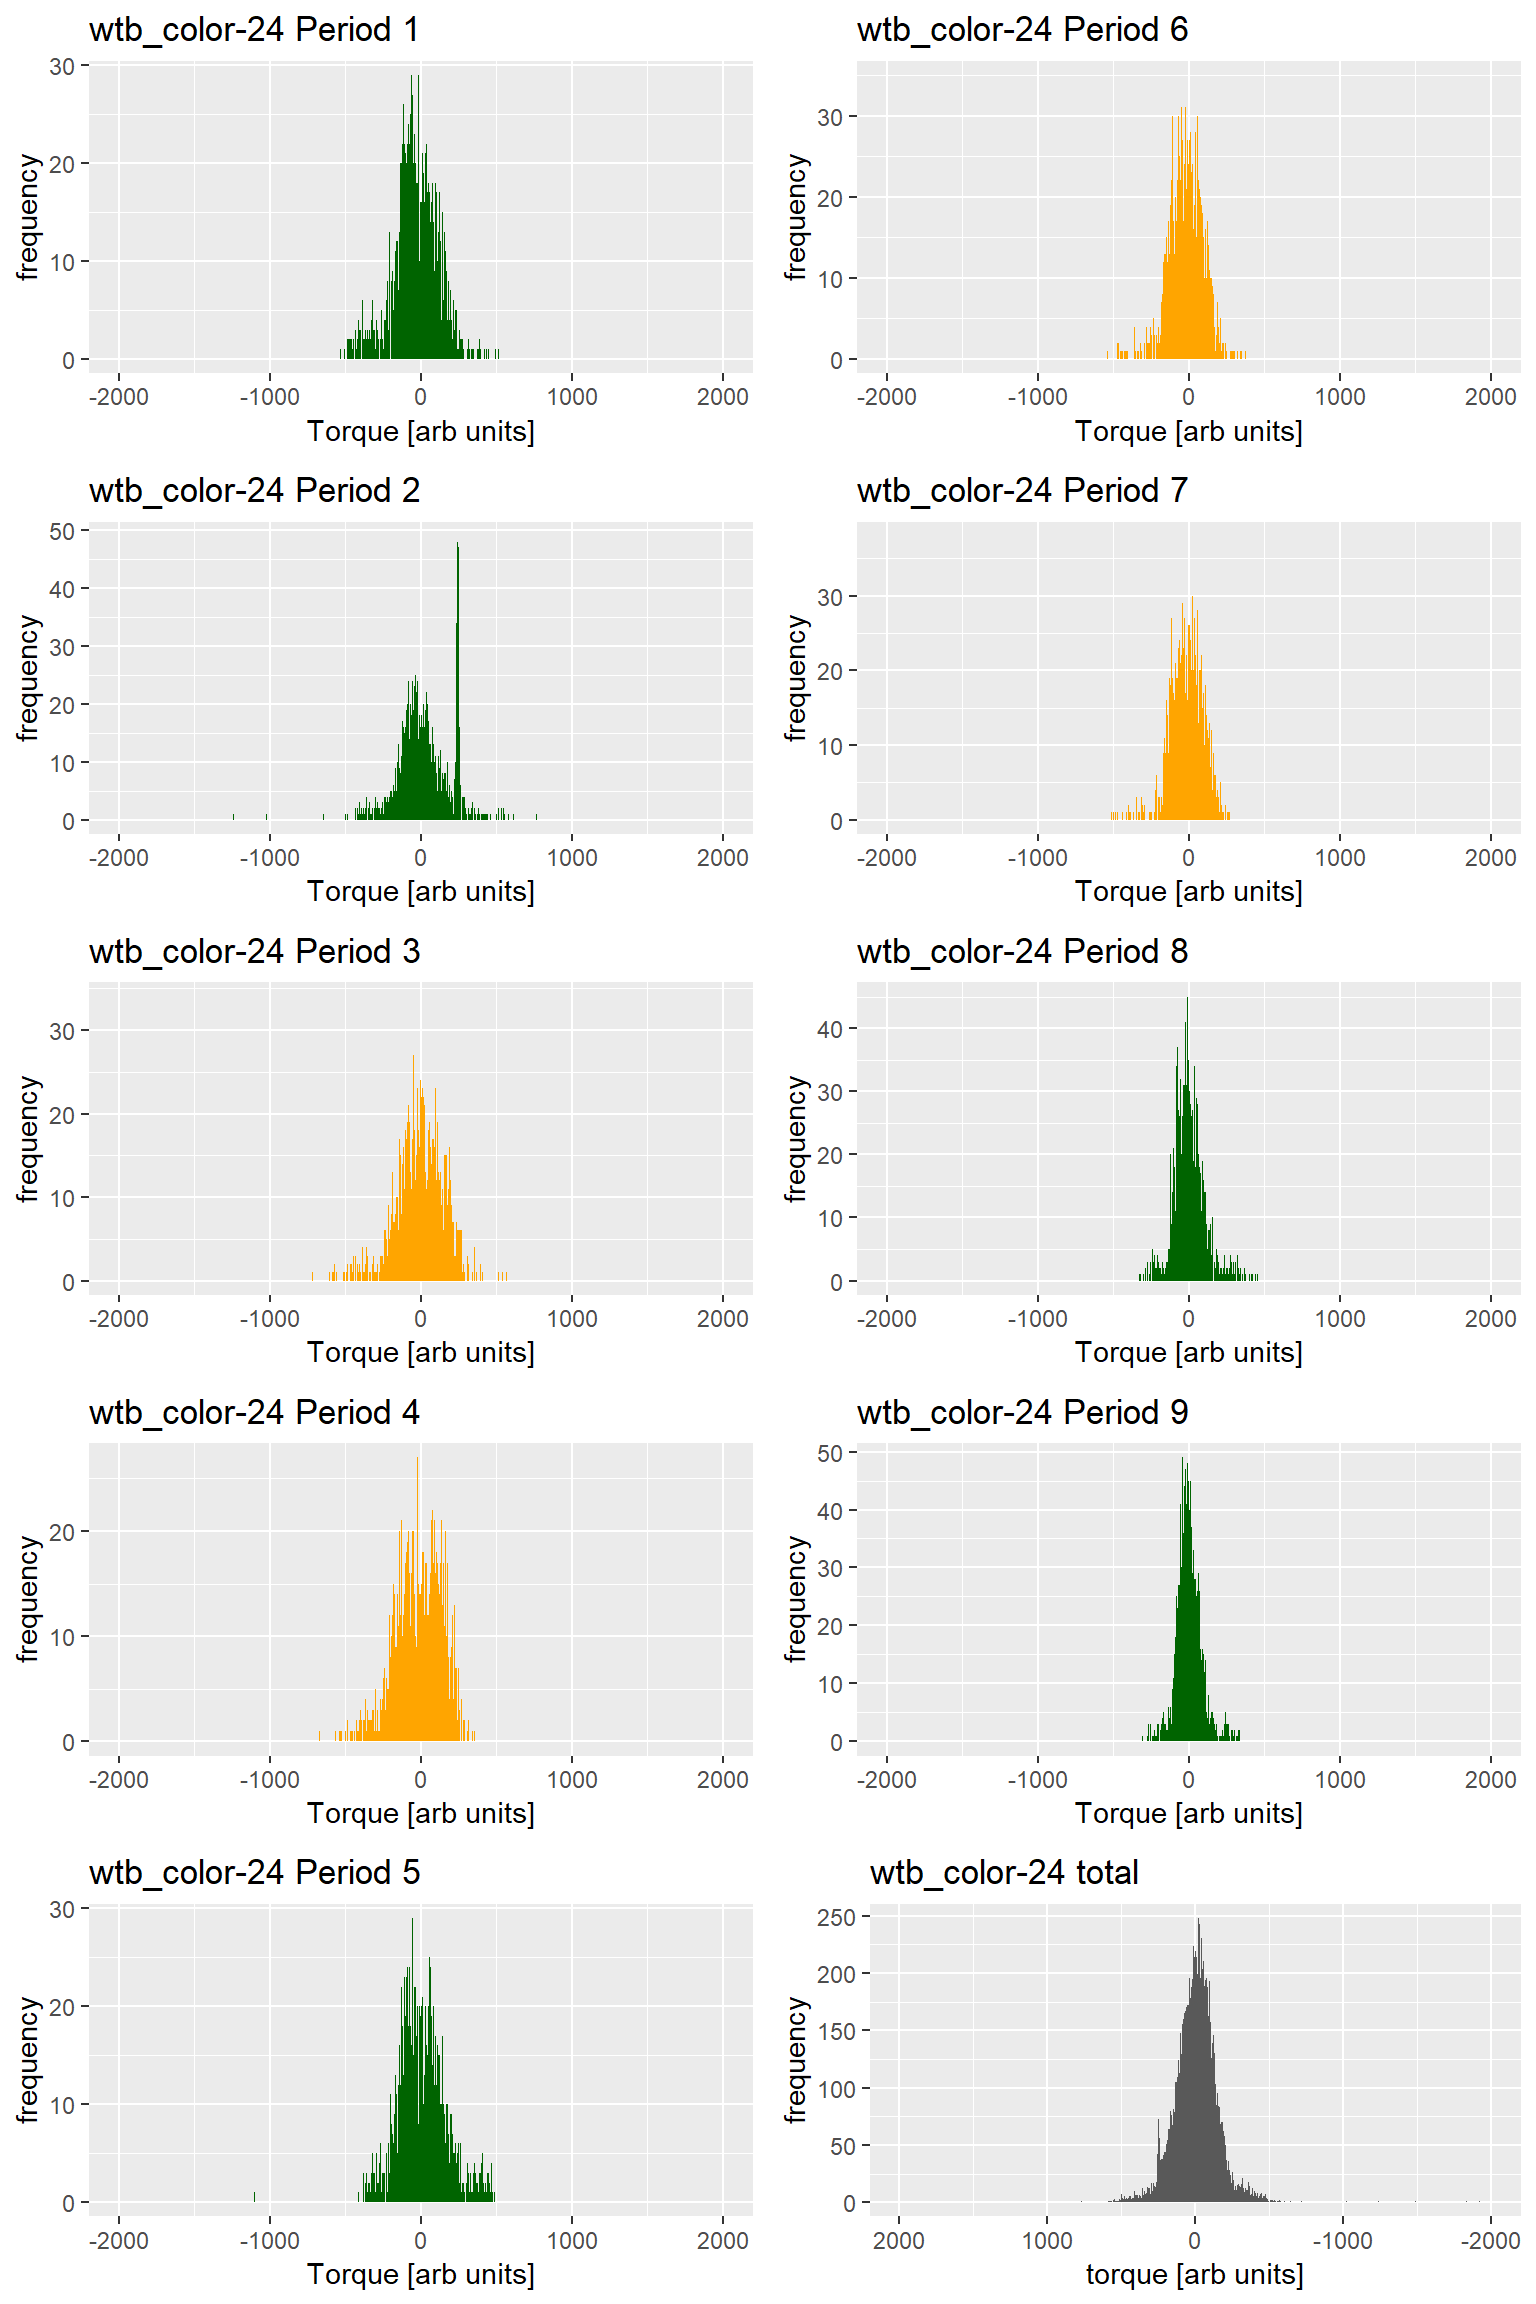 wtb_color-24 Period 1
frequency
30
20
10
0
-2000 -1000 0 1000 2000
Torque [arb units]
wtb_color-24 Period 6
frequency
30
20
10
0
-2000 -1000 0 1000 2000
Torque [arb units]
wtb_color-24 Period 2
frequency
50
40
30
20
10
0
-2000 -1000 0 1000 2000
Torque [arb units]
wtb_color-24 Period 7
frequency
30
20
10
0
-2000 -1000 0 1000 2000
Torque [arb units]
wtb_color-24 Period 3
frequency
30
20
10
0
-2000 -1000 0 1000 2000
Torque [arb units]
wtb_color-24 Period 8
frequency
40
30
20
10
0
-2000 -1000 0 1000 2000
Torque [arb units]
wtb_color-24 Period 4
frequency
20
10
0
-2000 -1000 0 1000 2000
Torque [arb units]
wtb_color-24 Period 9
frequency
50
40
30
20
10
0
-2000 -1000 0 1000 2000
Torque [arb units]
wtb_color-24 Period 5
frequency
30
20
10
0
-2000 -1000 0 1000 2000
Torque [arb units]
wtb_color-24 total
frequency
250
200
150
100
50
0
2000 1000 0 -1000 -2000
torque [arb units]